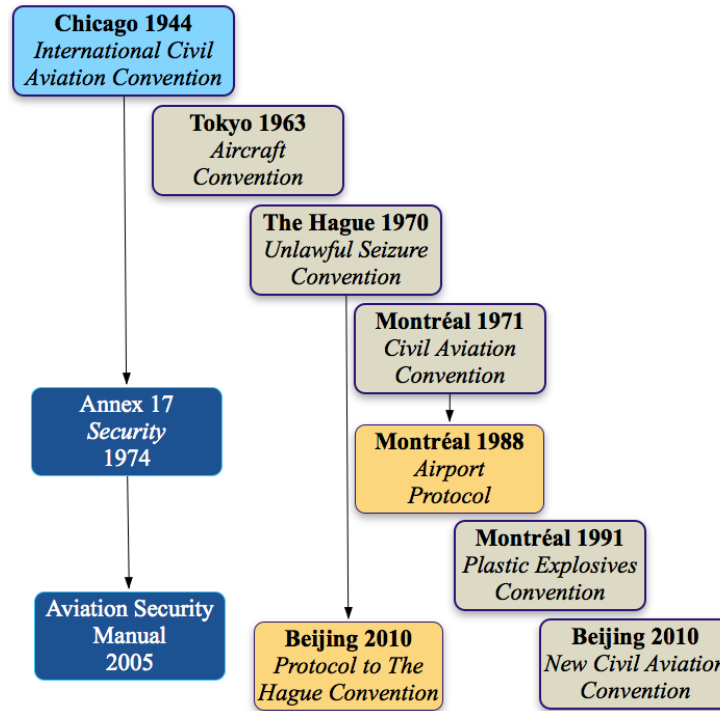 Chicago 1944
International Civil
Aviation Convention
Tokyo 1963
Aircraft
Convention
The Hague 1970
Unlawful Seizure
Convention
Montréal 1971
Civil Aviation
Convention
Annex 17
Security
1974
Montréal 1988
Airport
Protocol
Montréal 1991
Plastic Explosives
Convention
Aviation Security
Manual
2005
Beijing 2010
Protocol to The
Hague Convention
Beijing 2010
New Civil Aviation
Convention